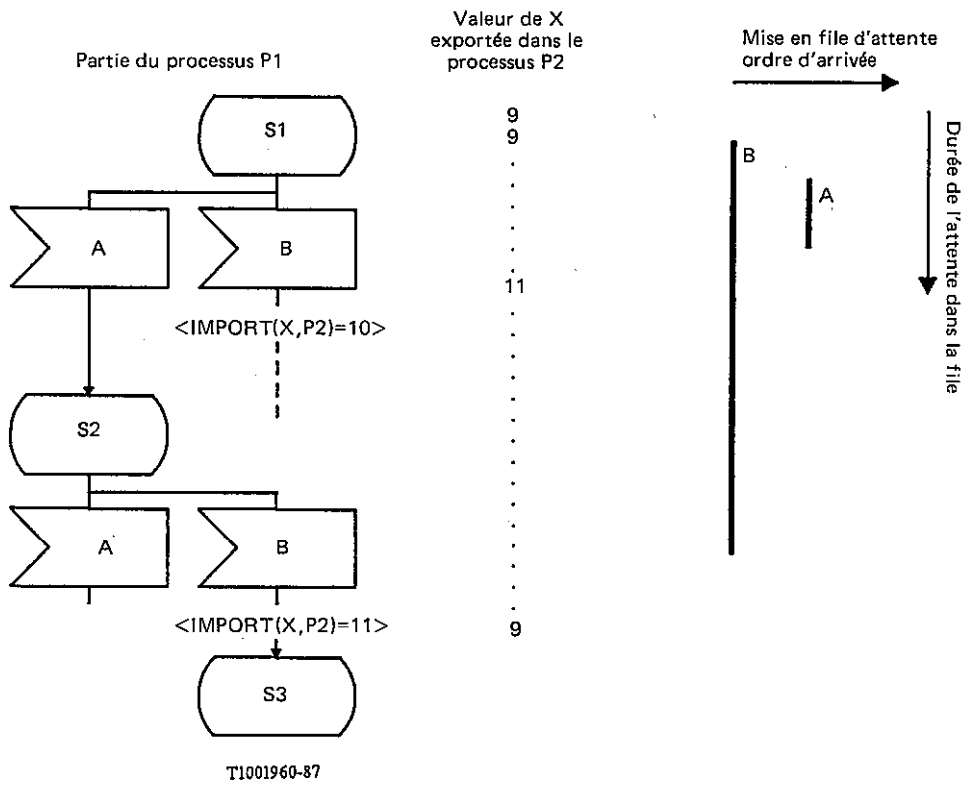 Partie du processus P1
Valeur de X
exportée dans le
processus P2
Mise en file d'attente
ordre d'arrivée
Durée de l'attente dans la file
S1
9
9
B
A
A
B
11
<IMPORT(X,P2)=10>
S2
A
B
<IMPORT(X,P2)=11>
9
S3
T1001960-87